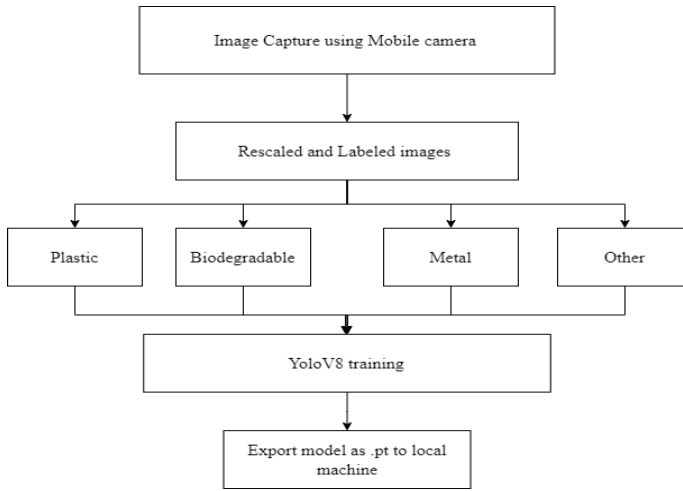 Image Capture using Mobile camera
Rescaled and Labeled images
Plastic
Biodegradable
Metal
Other
YoloV8 training
Export model as .pt to local
machine